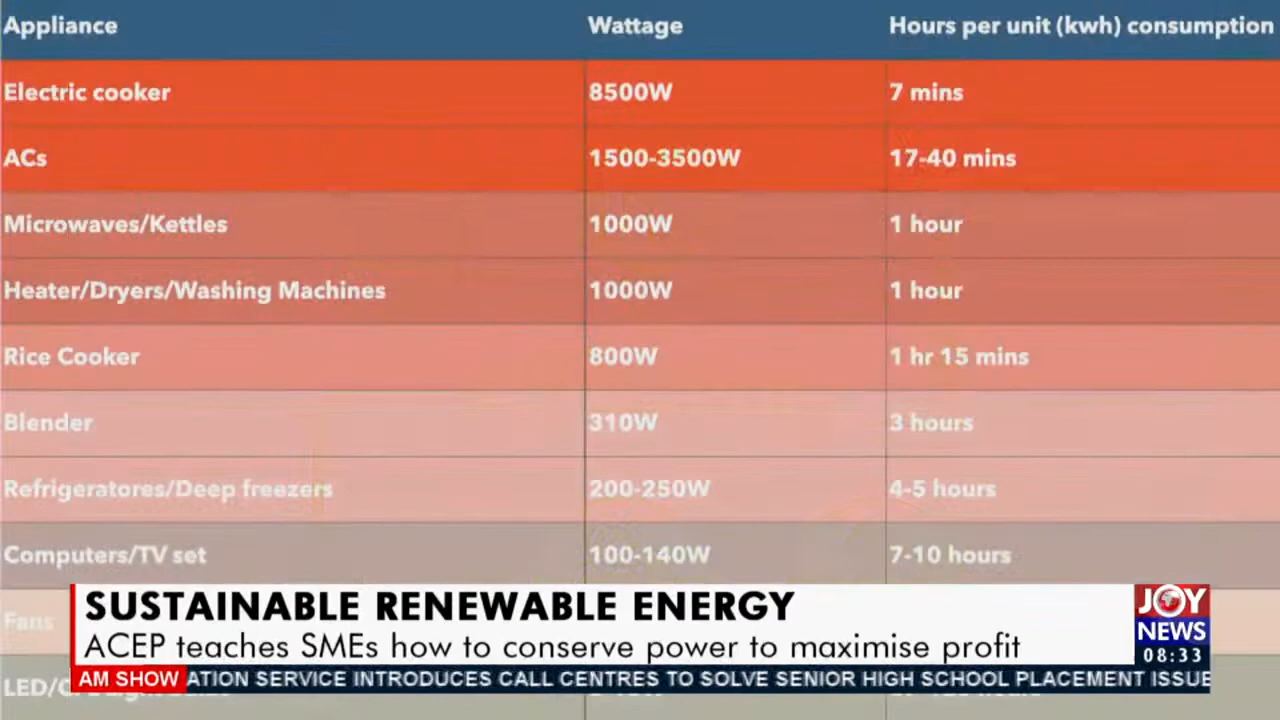 Appliance Wattage Hours per unit (kwh) consumption
Electric cooker 8500W 7 mins
ACs 1500-3500W 17-40 mins
Microwaves/Kettles 1000W 1 hour
Heater/Dryers/Washing Machines 1000W 1 hour
Rice Cooker 800W 1 hr 15 mins
Blender 310W 3 hours
Refrigeratores/Deep freezers 200-250W 4-5 hours
Computers/TV set 100-140W 7-10 hours
Fans
SUSTAINABLE RENEWABLE ENERGY
ACEP teaches SMEs how to conserve power to maximise profit
JOY
NEWS
08:33
AM SHOW ATION SERVICE INTRODUCES CALL CENTRES TO SOLVE SENIOR HIGH SCHOOL PLACEMENT ISSUE